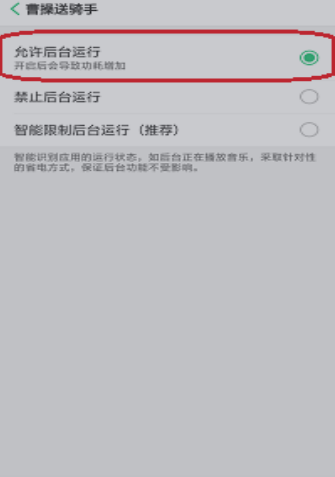 曹操送骑手
允许后台运行
开启后会导致功耗增加
禁止后台运行
智能限制后台运行（推荐）
智能识别应用的运行状态，如后台正在播放音乐，采取针对性
的省电方式，保证后台功能不受影响。